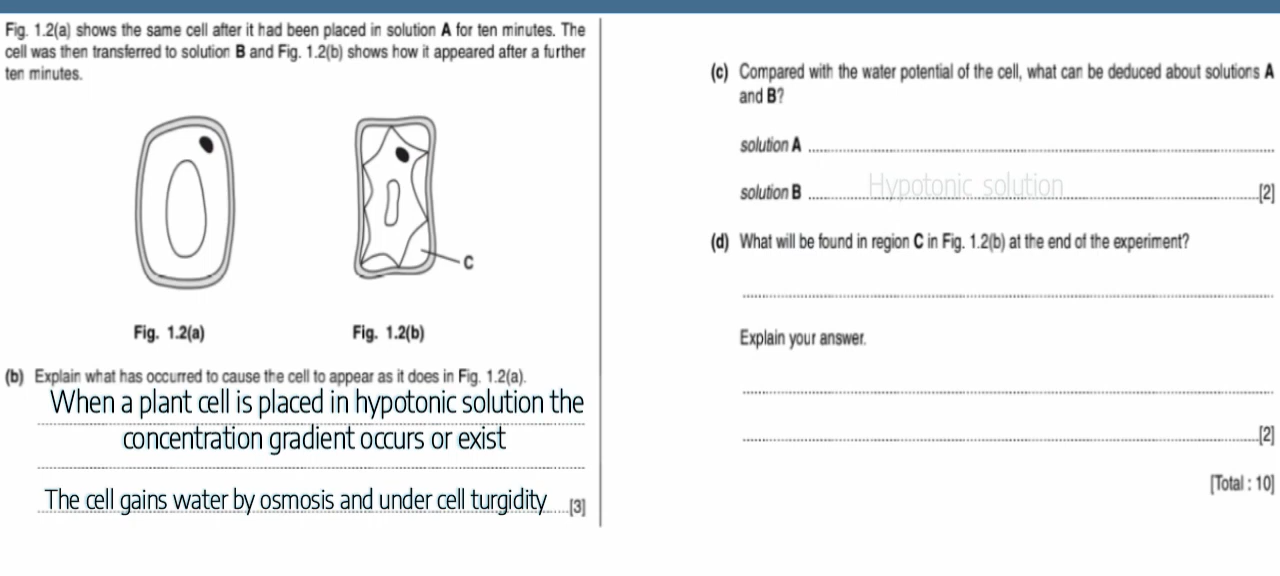 Fig. 1.2(a) shows the same cell after it had been placed in solution A for ten minutes. The
cell was then transferred to solution B and Fig. 1.2(b) shows how it appeared after a further
ten minutes.
C
Fig. 1.2(a)
Fig. 1.2(b)
(b) Explain what has occurred to cause the cell to appear as it does in Fig. 1.2(a).
When a plant cell is placed in hypotonic solution the
concentration gradient occurs or exist
The cell gains water by osmosis and under cell turgidity [3]
(c) Compared with the water potential of the cell, what can be deduced about solutions A
and B?
solution A
solution B Hypotonic solution [2]
(d) What will be found in region C in Fig. 1.2(b) at the end of the experiment?
Explain your answer.
[2]
[Total : 10]